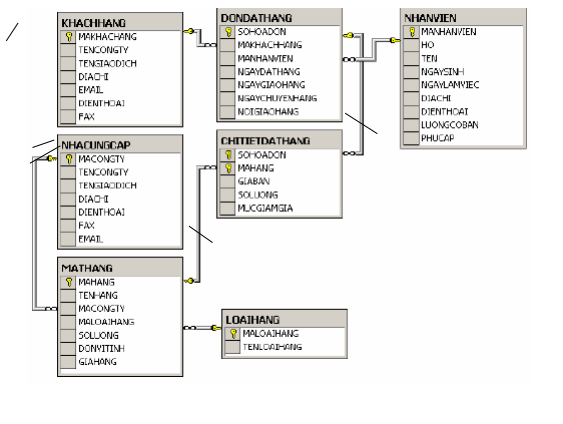 KHACHHANG
MAKHACHANG
TENCONGTY
TENGIAODICH
DIACHI
EMAIL
DIENTHOAI
FAX
DONDATHANG
SOHOADON
MAKHACHHANG
MANHANVIEN
NGAYDATHANG
NGAYGIAOHANG
NGAYCHUYENHANG
NOIGIAOHANG
NHANVIEN
MANHANVIEN
HO
TEN
NGAYSINH
NGAYLAMVIEC
DIACHI
DIENTHOAI
LUONGCOBAN
PHUCAP
NHACUNGCAP
MACONGTY
TENCONGTY
TENGIAODICH
DIACHI
DIENTHOAI
FAX
EMAIL
CHITIETDATHANG
SOHOADON
MAHANG
GIABAN
SOLUONG
MUCGIAMGIA
MATHANG
MAHANG
TENHANG
MACONGTY
MALOAIHANG
SOLUONG
DONVITINH
GIAHANG
LOAIHANG
MALOAIHANG
TENLOAIHANG